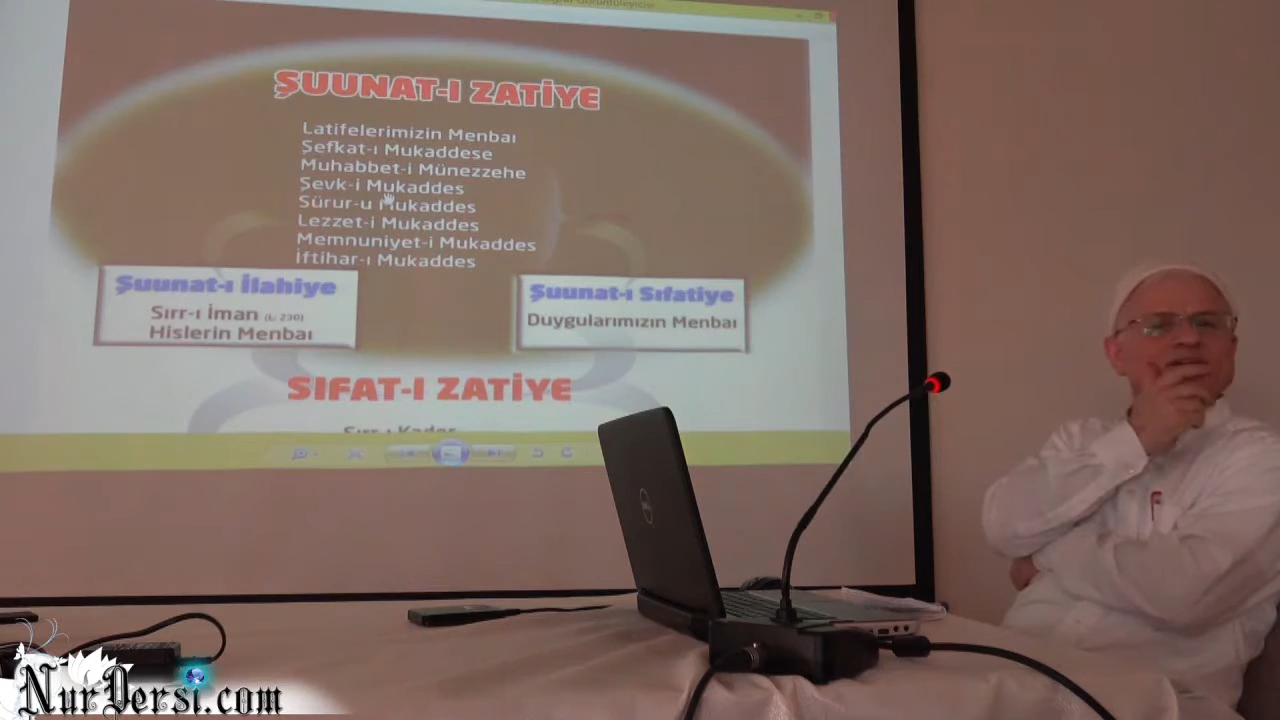 ŞUUNAT-I ZATİYE
Latifelerimizin Menbaı
Şefkat-ı Mukaddese
Muhabbet-i Münezzehe
Şevk-i Mukaddes
Sürur-u Mukaddes
Lezzet-i Mukaddes
Memnuniyet-i Mukaddes
İftihar-ı Mukaddes
Şuunat-ı İlahiye
Sırr-ı İman (L: 230)
Hislerin Menbaı
Şuunat-ı Sıfatiye
Duygularımızın Menbaı
SIFAT-I ZATİYE
NurDersi.com